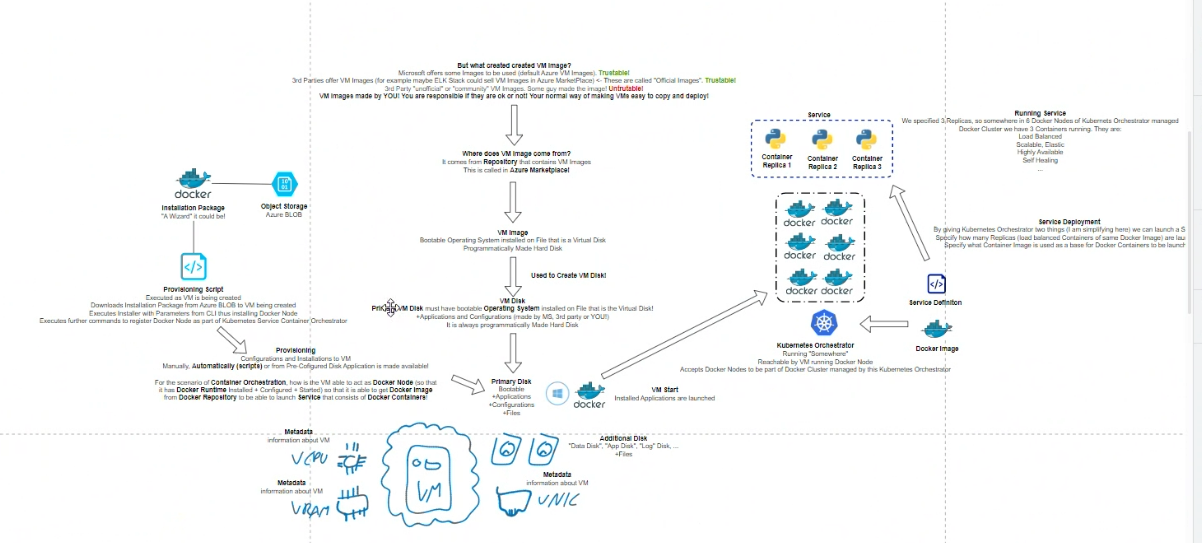 But what created created VM Image?
Microsoft offers some Images to be used (default Azure VM Images). Trustable!
3rd Parties offer VM Images (for example maybe ELK Stack could sell VM Images in Azure MarketPlace) <- These are called "Official Images". Trustable!
3rd Party "unofficial" or "community" VM Images. Some guy made the image! Untrutable!
VM Images made by YOU! You are responsible if they are ok or not! Your normal way of making VMs easy to copy and deploy!
Where does VM Image come from?
It comes from Repository that contains VM Images
This is called in Azure Marketplace!
VM Image
Bootable Operating System installed on File that is a Virtual Disk
Programmatically Made Hard Disk
Used to Create VM Disk!
VM Disk
VM Disk must have bootable Operating System installed on File that is the Virtual Disk!
+Applications and Configurations (made by MS, 3rd party or YOU!)
It is always programmatically Made Hard Disk
docker
Installation Package
"A Wizard" it could be!
Object Storage
Azure BLOB
Provisioning Script
Executed as VM is being created
Downloads Installation Package from Azure BLOB to VM being created
Executes Installer with Parameters from CLI thus installing Docker Node
Executes further commands to register Docker Node as part of Kubernetes Service Container Orchestrator
Provisioning
Configurations and Installations to VM
Manually, Automatically (scripts) or from Pre-Cofigured Disk Application is made available!
For the scenario of Container Orchestration, how is the VM able to act as Docker Node (so that
it has Docker Runtime Installed + Configured + Started) so that it is able to get Docker Image
from Docker Repository to be able to launch Service that consists of Docker Containers!
Primary Disk
Bootable
+Applications
+Configurations
+Files
docker
VM Start
Installed Applications are launched
Metadata
information about VM
VCPU
Metadata
information about VM
VRAM
VM
Additional Disk
"Data Disk", "App Disk", "Log" Disk, ...
+Files
Metadata
information about VM
VNIC
Service
Container
Replica 1
Container
Replica 2
Container
Replica 3
docker docker
docker docker
docker docker
Kubernetes Orchestrator
Running "Somewhere"
Reachable by VM running Docker Node
Accepts Docker Nodes to be part of Docker Cluster managed by this Kubernetes Orchestrator
Running Service
We specified 3 Replicas, so somewhere in 6 Docker Nodes of Kubernets Orchestrator managed
Docker Cluster we have 3 Containers running. They are:
Load Balanced
Scalable, Elastic
Highly Available
Self Healing
...
Service Deployment
By giving Kubernetes Orchestrator two things (I am simplifying here) we can launch a S
Specify how many Replicas (load balanced Containers of same Docker Image) are lau
Specify what Container Image is used as a base for Docker Containers to be launch
Service Definiton
Docker Image